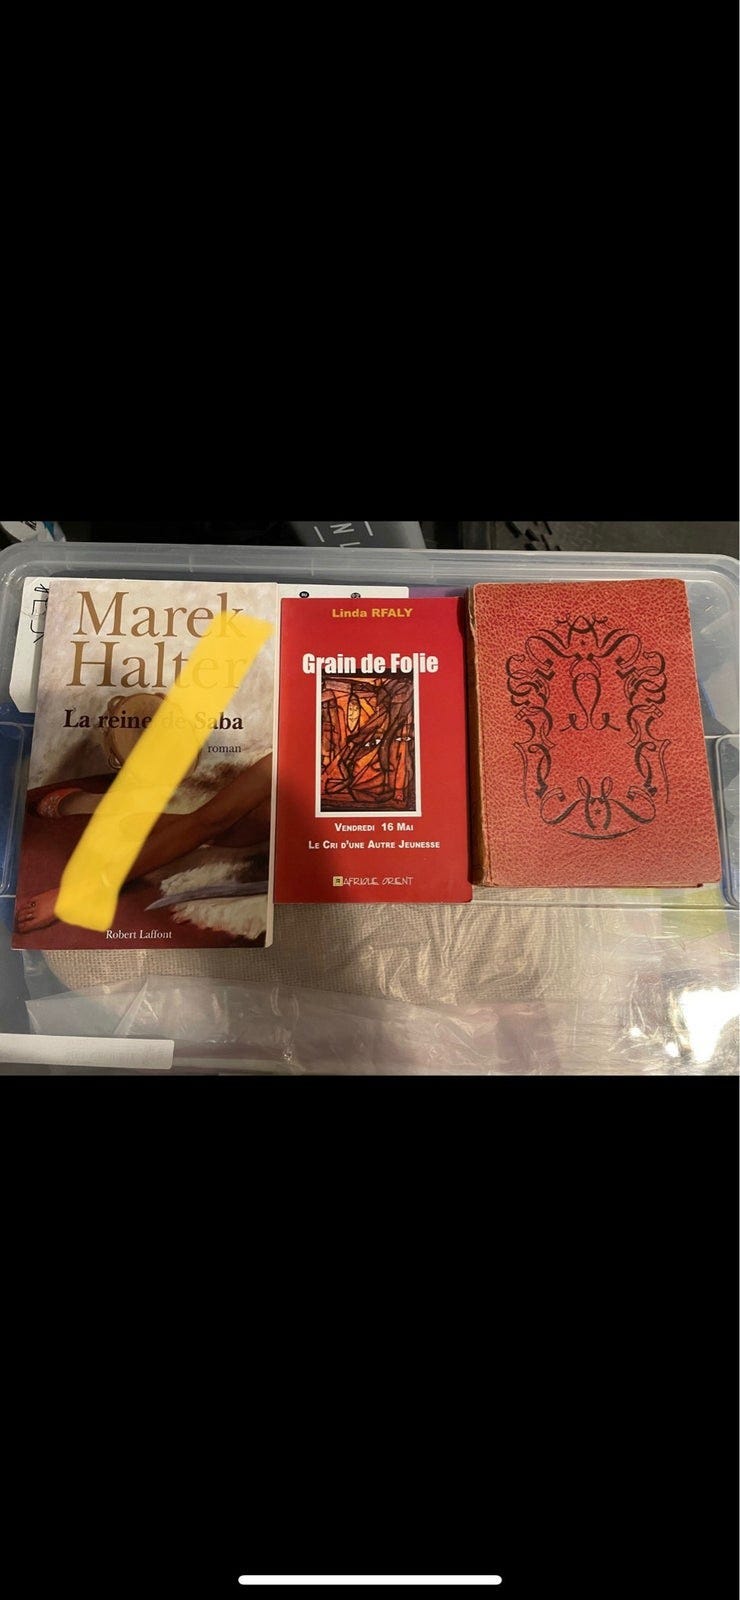 Marek
Halter
La reine de Saba
roman
Robert Laffont
Linda RFALY
Grain de Folie
VENDREDI 16 MAI
LE CRI D'UNE AUTRE JEUNESSE
AFRIQUE ORIENT